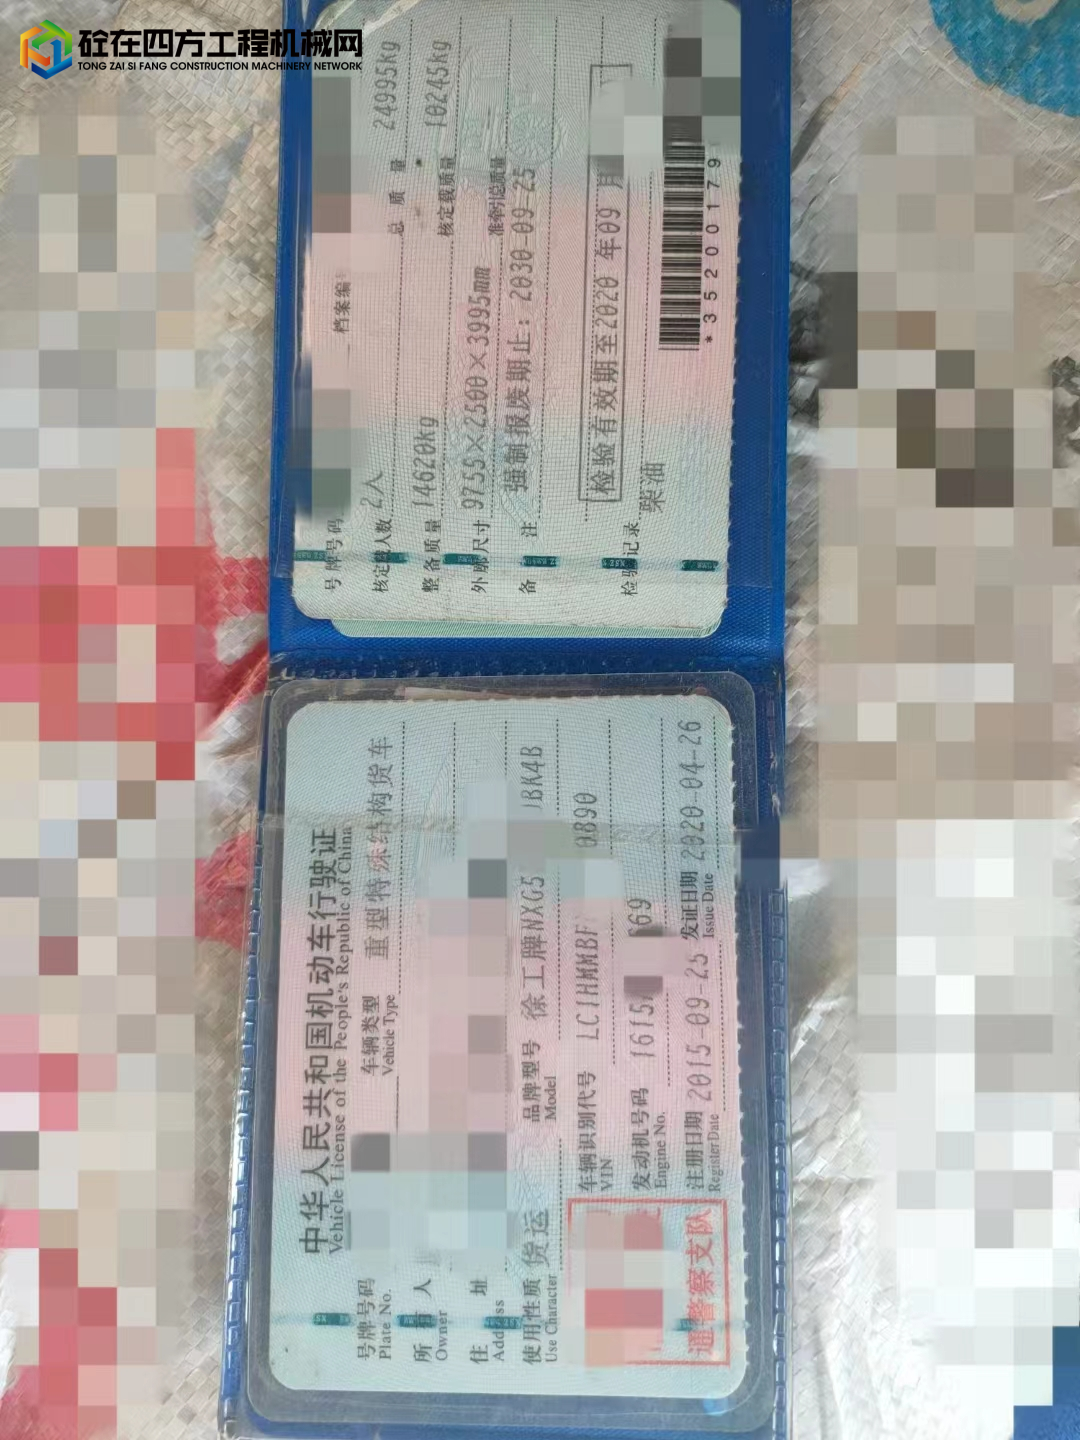 砼在四方工程机械网
TONG ZAI SI FANG CONSTRUCTION MACHINERY NETWORK
号牌号码
档案编
核定载人数 2人
总质量 24995kg
整备质量 14620kg
核定载质量 10245kg
外廓尺寸 9755×2500×3995mm
准牵引总质量
备注 强制报废期止：2030-09-25
检验有效期至2020年09月
检验记录
柴油
*352000179
中华人民共和国机动车行驶证
Vehicle License of the People's Republic of China
号牌号码
Plate No.
车辆类型 重型特殊结构货车
Vehicle Type
所有人
Owner
住址
Address
使用性质 货运
Use Character
品牌型号 徐工牌NXG5 JBK4B
Model
车辆识别代号 LC1HMMBF 0890
VIN
发动机号码 1615 69
Engine No.
注册日期 2015-09-25
Register Date
发证日期 2020-04-26
Issue Date
通警察支队